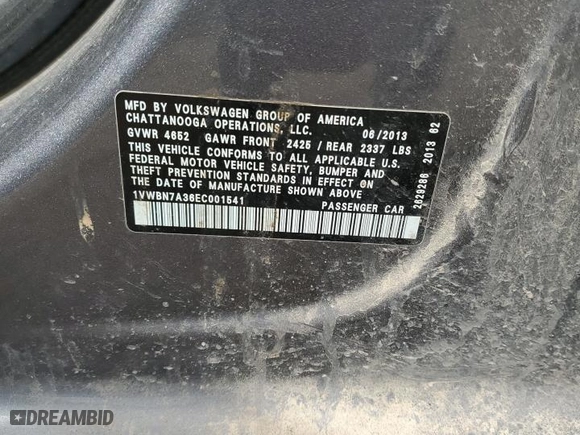 MFD BY VOLKSWAGEN GROUP OF AMERICA
CHATTANOOGA OPERATIONS, LLC. 06/2013
GVWR 4652 GAWR FRONT 2425 / REAR 2337 LBS
THIS VEHICLE CONFORMS TO ALL APPLICABLE U.S.
FEDERAL MOTOR VEHICLE SAFETY, BUMPER AND
THEFT PREVENTION STANDARDS IN EFFECT ON
THE DATE OF MANUFACTURE SHOWN ABOVE
1VWBN7A36EC001541 PASSENGER CAR
2629286 2013 62
DREAMBID